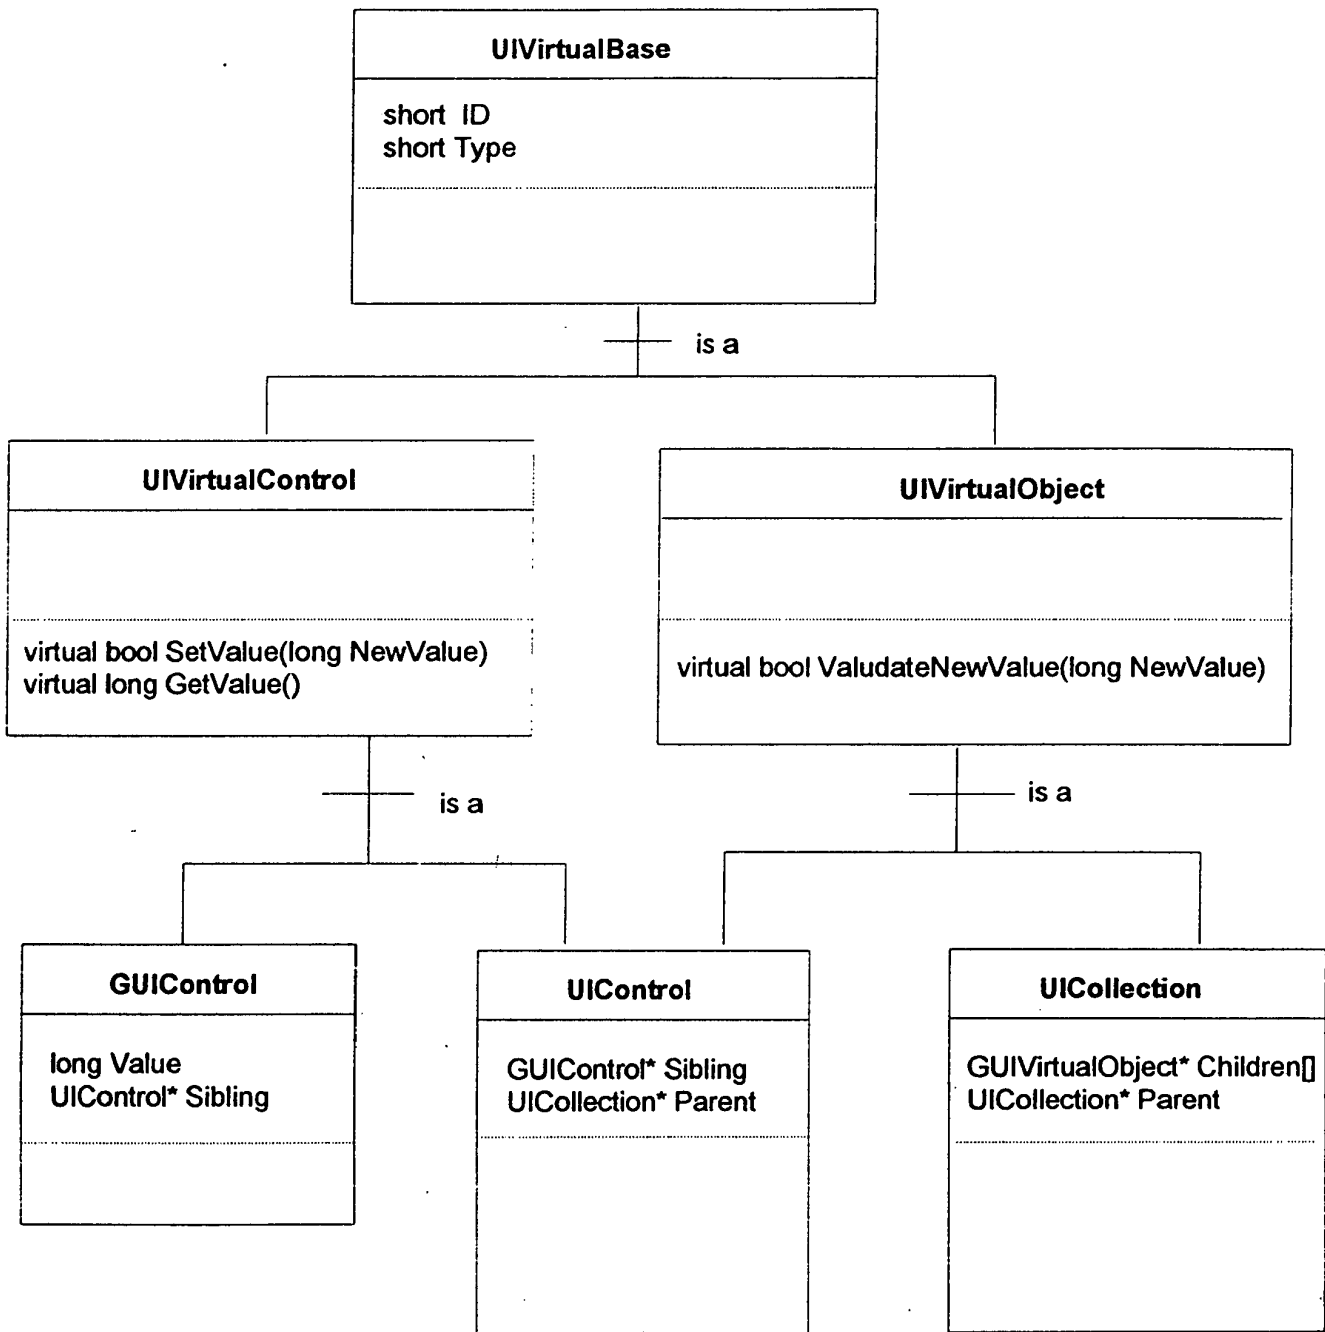 UIVirtualBase
short ID
short Type
is a
UIVirtualControl
virtual bool SetValue(long NewValue)
virtual long GetValue()
UIVirtualObject
virtual bool ValudateNewValue(long NewValue)
is a
is a
GUIControl
long Value
UIControl* Sibling
UIControl
GUIControl* Sibling
UICollection* Parent
UICollection
GUIVirtualObject* Children[]
UICollection* Parent